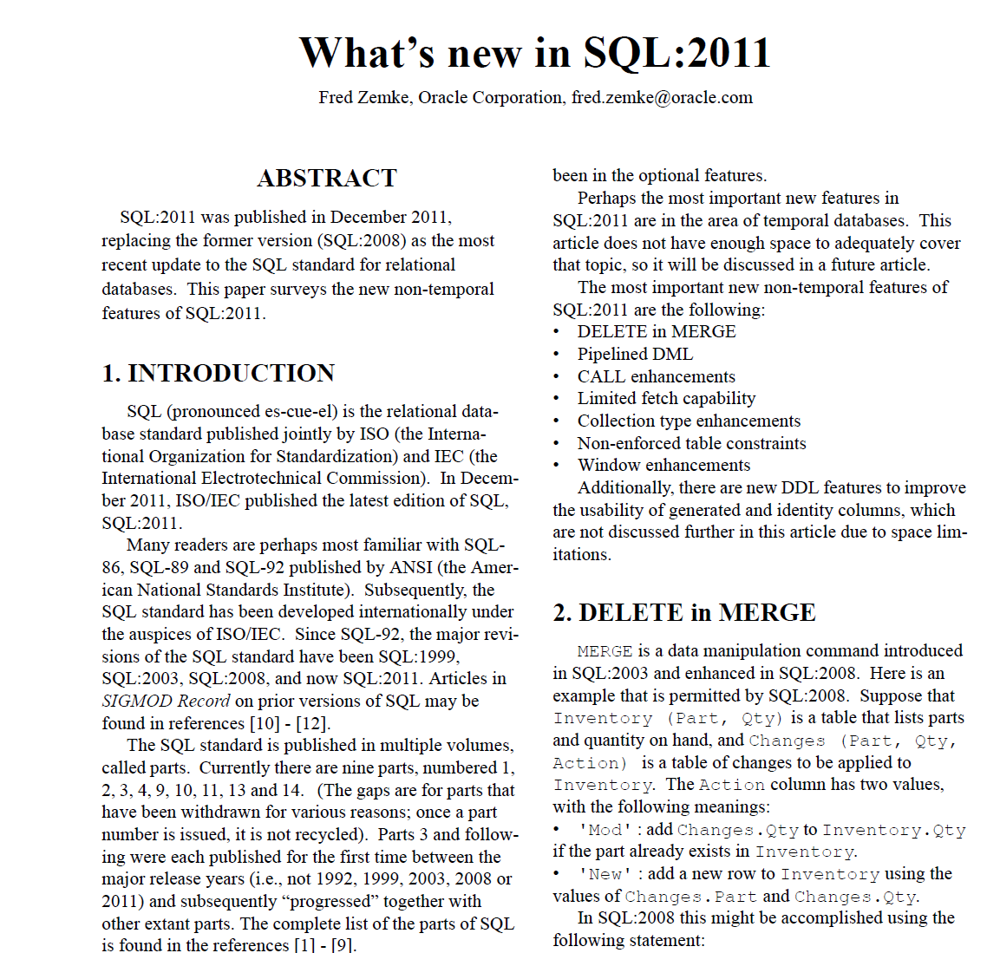 What's new in SQL:2011
Fred Zemke, Oracle Corporation, fred.zemke@oracle.com
ABSTRACT
SQL:2011 was published in December 2011,
replacing the former version (SQL:2008) as the most
recent update to the SQL standard for relational
databases.  This paper surveys the new non-temporal
features of SQL:2011.
1. INTRODUCTION
SQL (pronounced es-cue-el) is the relational data-
base standard published jointly by ISO (the Interna-
tional Organization for Standardization) and IEC (the
International Electrotechnical Commission).  In Decem-
ber 2011, ISO/IEC published the latest edition of SQL,
SQL:2011.
Many readers are perhaps most familiar with SQL-
86, SQL-89 and SQL-92 published by ANSI (the Amer-
ican National Standards Institute).  Subsequently, the
SQL standard has been developed internationally under
the auspices of ISO/IEC.  Since SQL-92, the major revi-
sions of the SQL standard have been SQL:1999,
SQL:2003, SQL:2008, and now SQL:2011. Articles in
SIGMOD Record on prior versions of SQL may be
found in references [10] - [12].
The SQL standard is published in multiple volumes,
called parts.  Currently there are nine parts, numbered 1,
2, 3, 4, 9, 10, 11, 13 and 14.  (The gaps are for parts that
have been withdrawn for various reasons; once a part
number is issued, it is not recycled).  Parts 3 and follow-
ing were each published for the first time between the
major release years (i.e., not 1992, 1999, 2003, 2008 or
2011) and subsequently “progressed” together with
other extant parts. The complete list of the parts of SQL
is found in the references [1] - [9].
been in the optional features.
Perhaps the most important new features in
SQL:2011 are in the area of temporal databases.  This
article does not have enough space to adequately cover
that topic, so it will be discussed in a future article.
The most important new non-temporal features of
SQL:2011 are the following:
• DELETE in MERGE
• Pipelined DML
• CALL enhancements
• Limited fetch capability
• Collection type enhancements
• Non-enforced table constraints
• Window enhancements
Additionally, there are new DDL features to improve
the usability of generated and identity columns, which
are not discussed further in this article due to space lim-
itations.
2. DELETE in MERGE
MERGE is a data manipulation command introduced
in SQL:2003 and enhanced in SQL:2008.  Here is an
example that is permitted by SQL:2008.  Suppose that
Inventory (Part, Qty) is a table that lists parts
and quantity on hand, and Changes (Part, Qty,
Action) is a table of changes to be applied to
Inventory.  The Action column has two values,
with the following meanings:
• 'Mod' : add Changes.Qty to Inventory.Qty
if the part already exists in Inventory.
• 'New' : add a new row to Inventory using the
values of Changes.Part and Changes.Qty.
In SQL:2008 this might be accomplished using the
following statement: